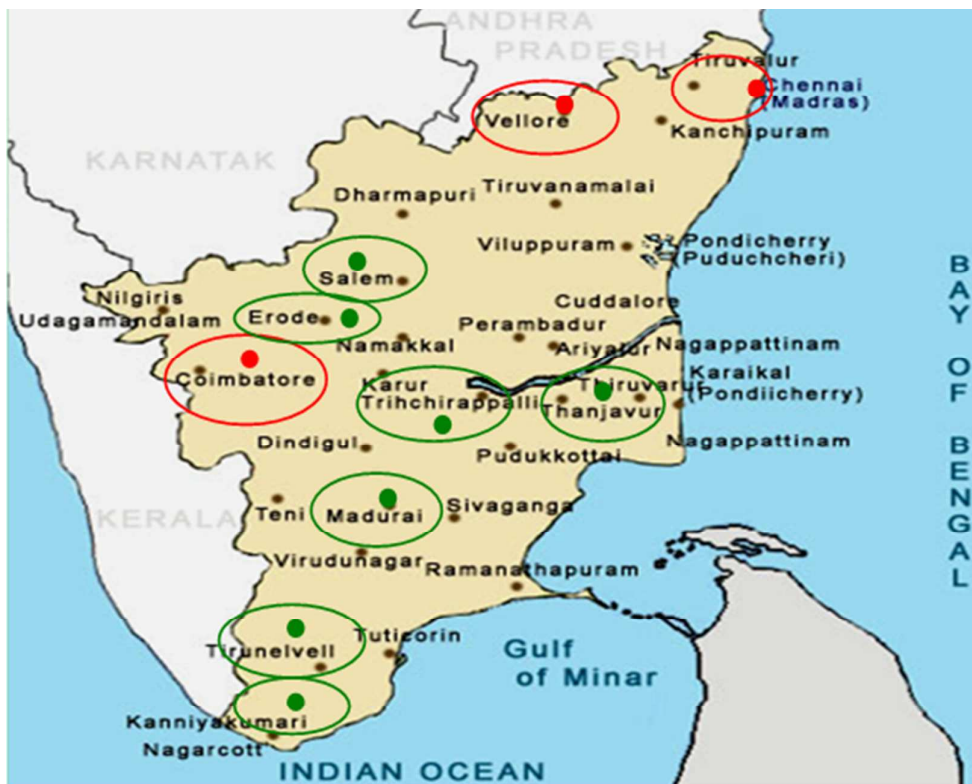 ANDHRA
PRADESH
Tiruvalur
Chennai
(Madras)
Vellore
Kanchipuram
KARNATAK
Dharmapuri
Tiruvanamalai
Viluppuram
Pondicherry
(Puduchcheri)
Salem
Nilgiris
Udagamandalam
Erode
Cuddalore
Perambadur
Namakkal
Ariyalur
Nagappattinam
Coimbatore
Karur
Karaikal
(Pondiicherry)
Trihchirappalli
Thiruvarur
Thanjavur
Dindigul
Pudukkottai
Nagappattinam
KERALA
Teni
Madurai
Sivaganga
Virudunagar
Ramanathapuram
Tirunelvell
Tuticorin
Gulf
of Minar
Kanniyakumari
Nagarcott
INDIAN OCEAN
BAY OF BENGAL